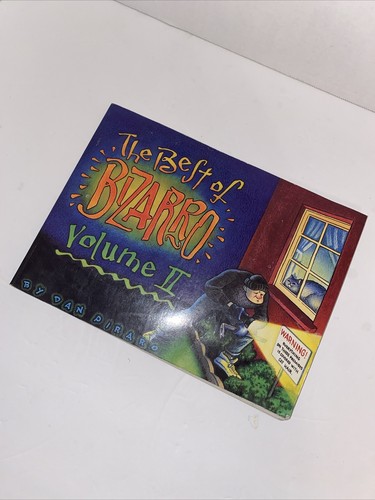 The Best of
BIZARRO
Volume II
BY DAN PIRARO
WARNING!